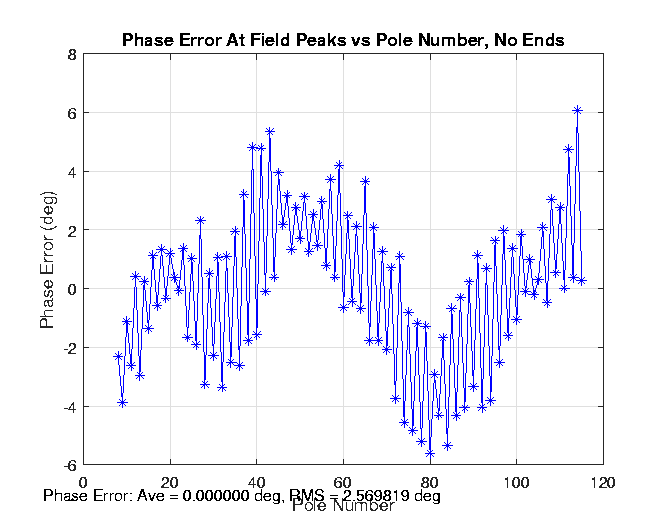 Phase Error At Field Peaks vs Pole Number, No Ends
Phase Error (deg)
8
6
4
2
0
-2
-4
-6
0 20 40 60 80 100 120
Pole Number
Phase Error: Ave = 0.000000 deg, RMS = 2.569819 deg